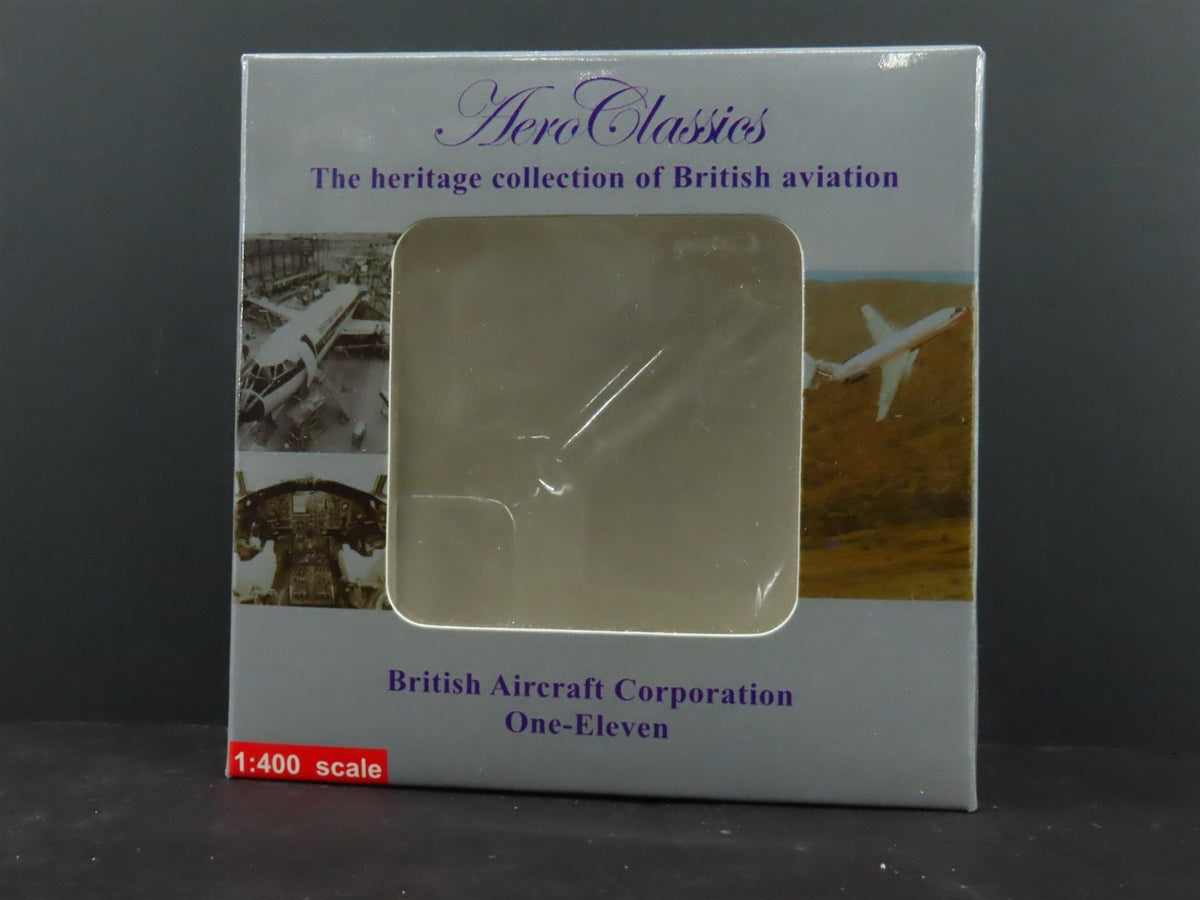 AeroClassics
The heritage collection of British aviation
British Aircraft Corporation
One-Eleven
1:400 scale